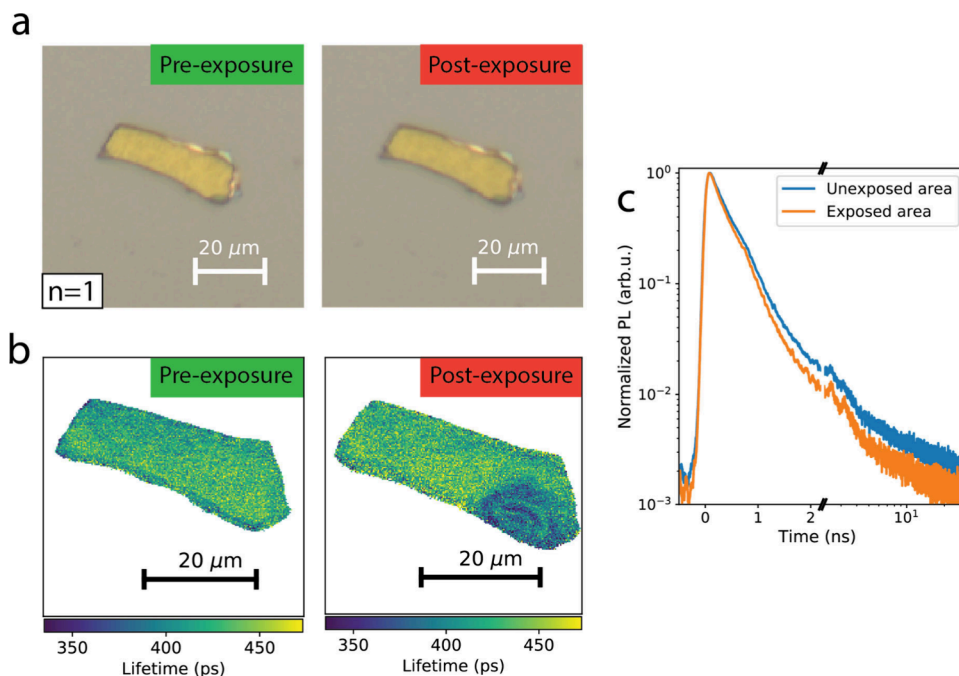 a
Pre-exposure
Post-exposure
20 μm
20 μm
n=1
b
Pre-exposure
Post-exposure
20 μm
20 μm
350 400 450
Lifetime (ps)
350 400 450
Lifetime (ps)
c
Unexposed area
Exposed area
Normalized PL (arb.u.)
10⁰
10⁻¹
10⁻²
10⁻³
0 1 2 10¹
Time (ns)